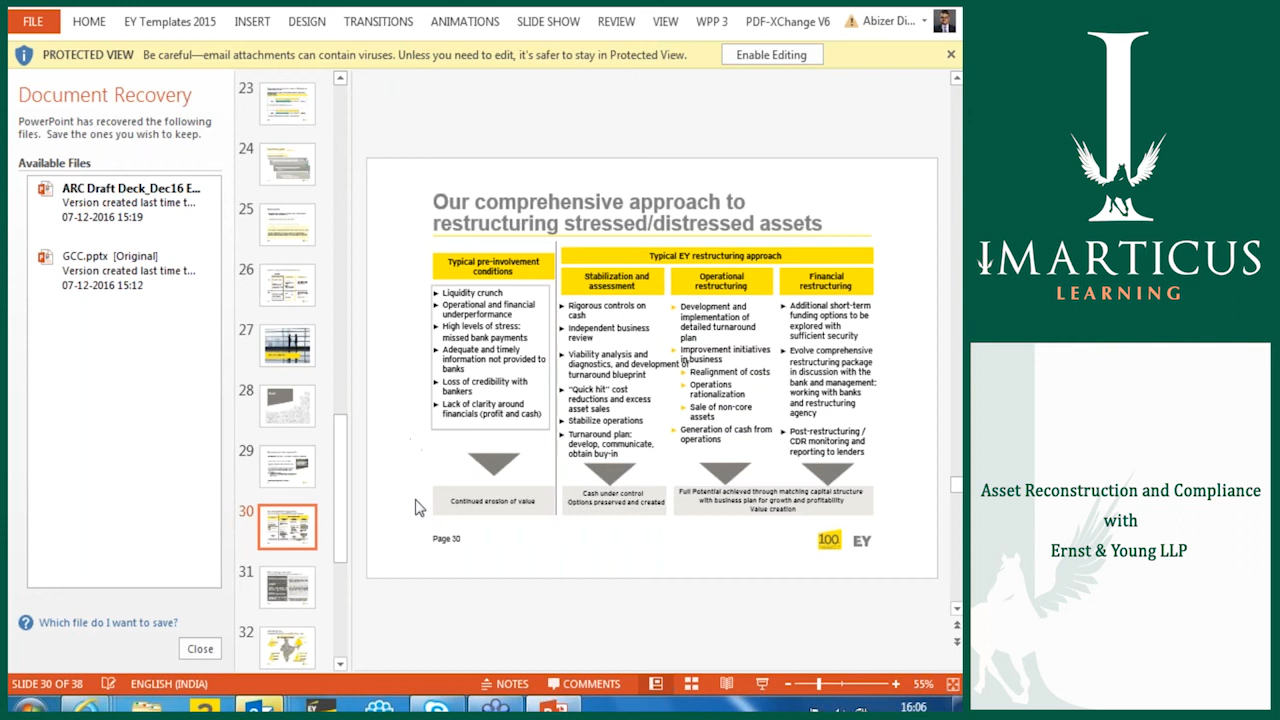 FILE HOME EY Templates 2015 INSERT DESIGN TRANSITIONS ANIMATIONS SLIDE SHOW REVIEW VIEW WPP 3 PDF-XChange V6 Abizer Di...
PROTECTED VIEW Be careful—email attachments can contain viruses. Unless you need to edit, it's safer to stay in Protected View. Enable Editing
Document Recovery
PowerPoint has recovered the following
files. Save the ones you wish to keep.
Available Files
ARC Draft Deck_Dec16 E...
Version created last time t...
07-12-2016 15:19
GCC.pptx [Original]
Version created last time t...
07-12-2016 15:12
Which file do I want to save?
Close
23
24
25
26
27
28
29
30
31
32
Our comprehensive approach to
restructuring stressed/distressed assets
Typical pre-involvement
conditions
Liquidity crunch
Operational and financial
underperformance
High levels of stress:
missed bank payments
Adequate and timely
information not provided to
banks
Loss of credibility with
bankers
Lack of clarity around
financials (profit and cash)
Continued erosion of value
Typical EY restructuring approach
Stabilization and
assessment
Rigorous controls on
cash
Independent business
review
Viability analysis and
diagnostics, and development of
turnaround blueprint
"Quick hit" cost
reductions and excess
asset sales
Stabilize operations
Turnaround plan:
develop, communicate,
obtain buy-in
Cash under control
Options preserved and created
Operational
restructuring
Development and
implementation of
detailed turnaround
plan
Improvement initiatives
in business
Realignment of costs
Operations
rationalization
Sale of non-core
assets
Generation of cash from
operations
Financial
restructuring
Additional short-term
funding options to be
explored with
sufficient security
Evolve comprehensive
restructuring package
in discussion with the
bank and management:
working with banks
and restructuring
agency
Post-restructuring /
CDR monitoring and
reporting to lenders
Full Potential achieved through matching capital structure
with business plan for growth and profitability
Value creation
Page 30
100
EY
SLIDE 30 OF 38 ENGLISH (INDIA) NOTES COMMENTS 55%
16:06
IMARTICUS
LEARNING
Asset Reconstruction and Compliance
with
Ernst & Young LLP